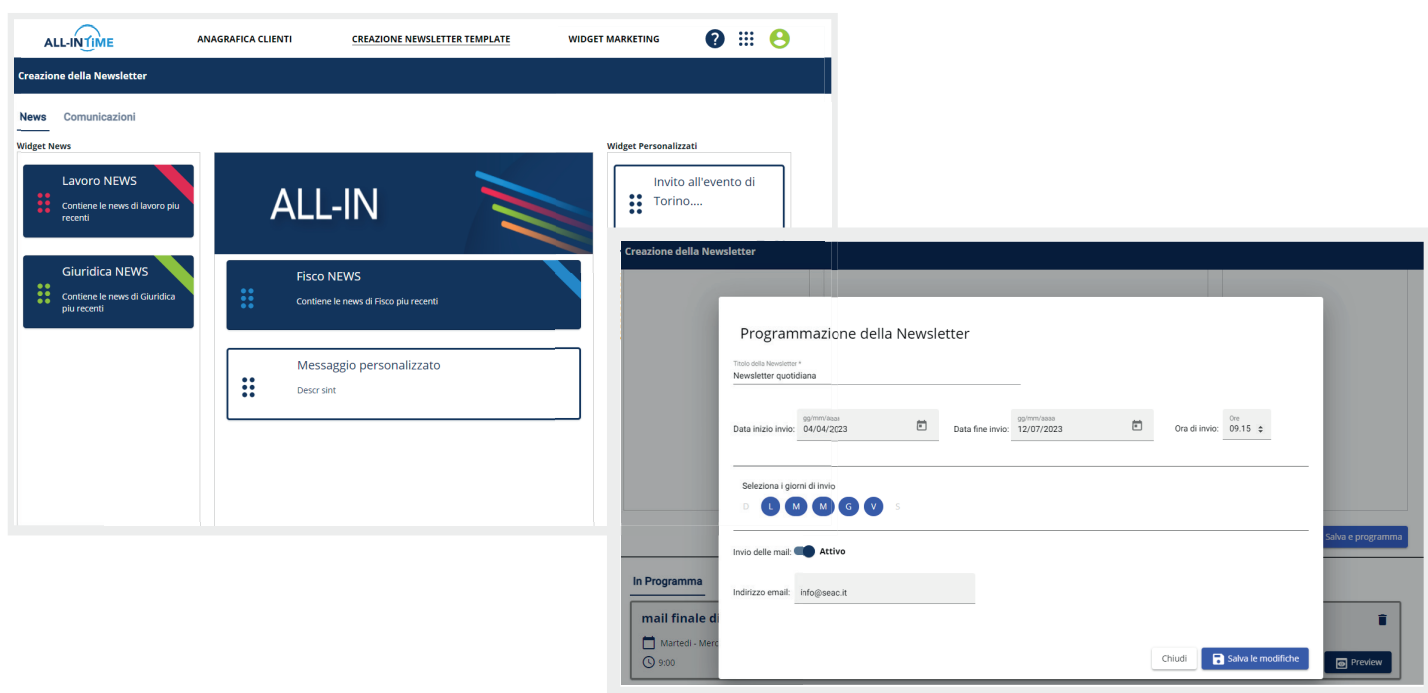 ALL-INTIME
ANAGRAFICA CLIENTI
CREAZIONE NEWSLETTER TEMPLATE
WIDGET MARKETING
?
Creazione della Newsletter
News
Comunicazioni
Widget News
Lavoro NEWS
Contiene le news di lavoro piu
recenti
Giuridica NEWS
Contiene le news di Giuridica
piu recenti
ALL-IN
Fisco NEWS
Contiene le news di Fisco piu recenti
Messaggio personalizzato
Descr sint
Widget Personalizzati
Invito all'evento di
Torino....
Creazione della Newsletter
Programmazione della Newsletter
Titolo della Newsletter *
Newsletter quotidiana
Data inizio invio:
gg/mm/aaaa
04/04/2023
Data fine invio:
gg/mm/aaaa
12/07/2023
Ora di invio:
Ore
09.15
Seleziona i giorni di invio
D L M M G V S
Invio delle mail:
Attivo
Indirizzo email:
info@seac.it
Chiudi
Salva le modifiche
Salva e programma
In Programma
mail finale di
Martedì - Merc
9:00
Preview